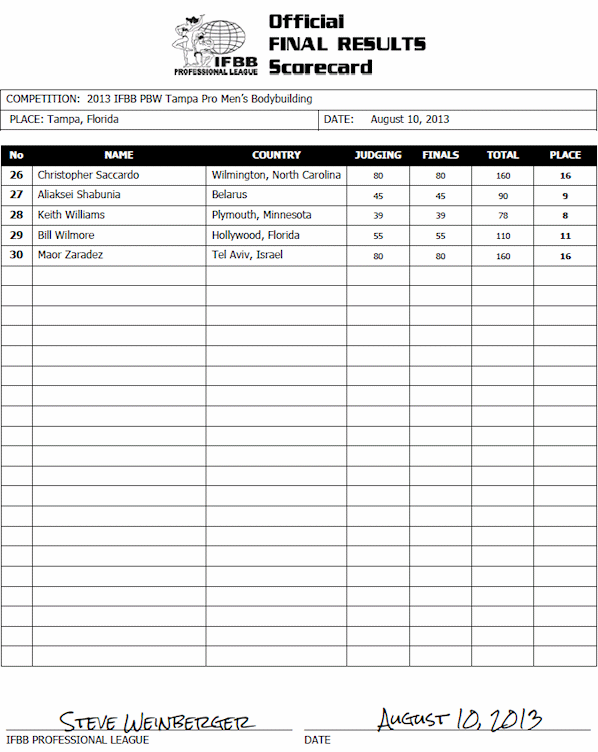 Official
FINAL RESULTS
Scorecard
IFBB
PROFESSIONAL LEAGUE
COMPETITION: 2013 IFBB PBW Tampa Pro Men's Bodybuilding
PLACE: Tampa, Florida DATE: August 10, 2013
No NAME COUNTRY JUDGING FINALS TOTAL PLACE
26 Christopher Saccardo Wilmington, North Carolina 80 80 160 16
27 Aliaksei Shabunia Belarus 45 45 90 9
28 Keith Williams Plymouth, Minnesota 39 39 78 8
29 Bill Wilmore Hollywood, Florida 55 55 110 11
30 Maor Zaradez Tel Aviv, Israel 80 80 160 16
STEVE WEINBERGER AUGUST 10, 2013
IFBB PROFESSIONAL LEAGUE DATE